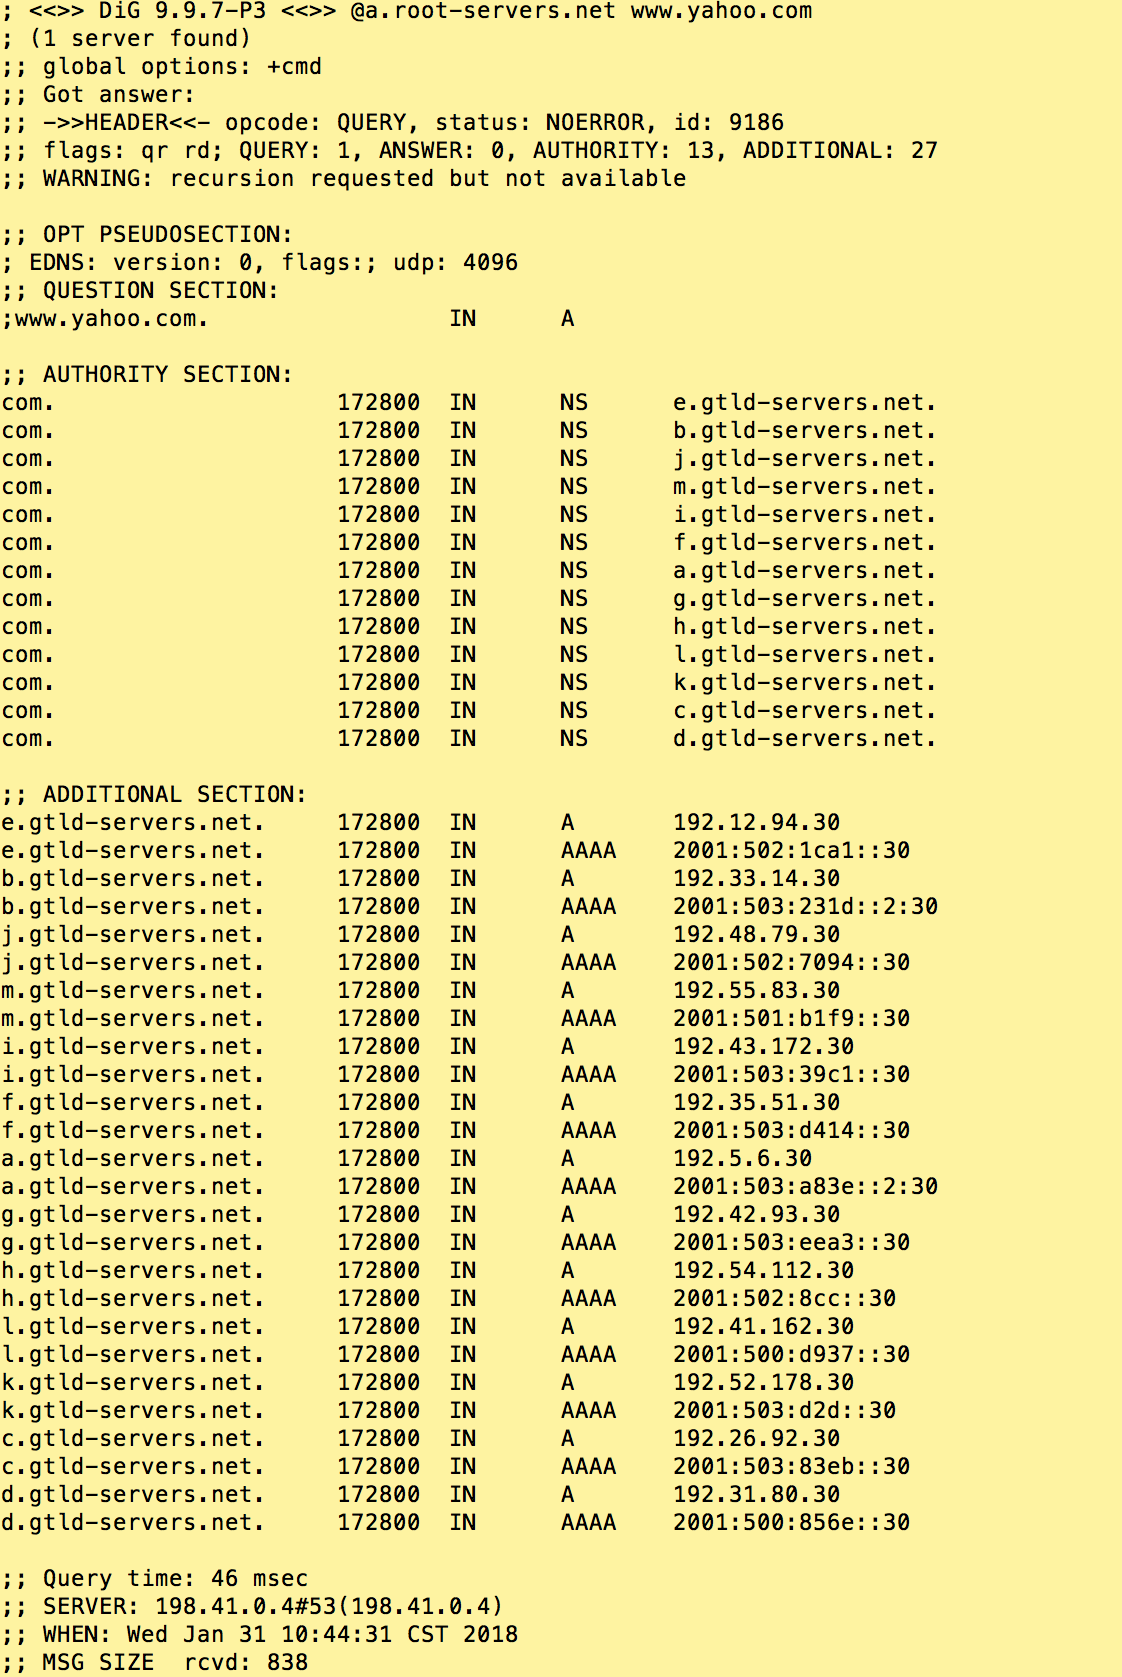 ; <<>> DiG 9.9.7-P3 <<>> @a.root-servers.net www.yahoo.com
; (1 server found)
;; global options: +cmd
;; Got answer:
;; ->>HEADER<<- opcode: QUERY, status: NOERROR, id: 9186
;; flags: qr rd; QUERY: 1, ANSWER: 0, AUTHORITY: 13, ADDITIONAL: 27
;; WARNING: recursion requested but not available

;; OPT PSEUDOSECTION:
; EDNS: version: 0, flags:; udp: 4096
;; QUESTION SECTION:
;www.yahoo.com. IN A

;; AUTHORITY SECTION:
com. 172800 IN NS e.gtld-servers.net.
com. 172800 IN NS b.gtld-servers.net.
com. 172800 IN NS j.gtld-servers.net.
com. 172800 IN NS m.gtld-servers.net.
com. 172800 IN NS i.gtld-servers.net.
com. 172800 IN NS f.gtld-servers.net.
com. 172800 IN NS a.gtld-servers.net.
com. 172800 IN NS g.gtld-servers.net.
com. 172800 IN NS h.gtld-servers.net.
com. 172800 IN NS l.gtld-servers.net.
com. 172800 IN NS k.gtld-servers.net.
com. 172800 IN NS c.gtld-servers.net.
com. 172800 IN NS d.gtld-servers.net.

;; ADDITIONAL SECTION:
e.gtld-servers.net. 172800 IN A 192.12.94.30
e.gtld-servers.net. 172800 IN AAAA 2001:502:1ca1::30
b.gtld-servers.net. 172800 IN A 192.33.14.30
b.gtld-servers.net. 172800 IN AAAA 2001:503:231d::2:30
j.gtld-servers.net. 172800 IN A 192.48.79.30
j.gtld-servers.net. 172800 IN AAAA 2001:502:7094::30
m.gtld-servers.net. 172800 IN A 192.55.83.30
m.gtld-servers.net. 172800 IN AAAA 2001:501:b1f9::30
i.gtld-servers.net. 172800 IN A 192.43.172.30
i.gtld-servers.net. 172800 IN AAAA 2001:503:39c1::30
f.gtld-servers.net. 172800 IN A 192.35.51.30
f.gtld-servers.net. 172800 IN AAAA 2001:503:d414::30
a.gtld-servers.net. 172800 IN A 192.5.6.30
a.gtld-servers.net. 172800 IN AAAA 2001:503:a83e::2:30
g.gtld-servers.net. 172800 IN A 192.42.93.30
g.gtld-servers.net. 172800 IN AAAA 2001:503:eea3::30
h.gtld-servers.net. 172800 IN A 192.54.112.30
h.gtld-servers.net. 172800 IN AAAA 2001:502:8cc::30
l.gtld-servers.net. 172800 IN A 192.41.162.30
l.gtld-servers.net. 172800 IN AAAA 2001:500:d937::30
k.gtld-servers.net. 172800 IN A 192.52.178.30
k.gtld-servers.net. 172800 IN AAAA 2001:503:d2d::30
c.gtld-servers.net. 172800 IN A 192.26.92.30
c.gtld-servers.net. 172800 IN AAAA 2001:503:83eb::30
d.gtld-servers.net. 172800 IN A 192.31.80.30
d.gtld-servers.net. 172800 IN AAAA 2001:500:856e::30

;; Query time: 46 msec
;; SERVER: 198.41.0.4#53(198.41.0.4)
;; WHEN: Wed Jan 31 10:44:31 CST 2018
;; MSG SIZE  rcvd: 838